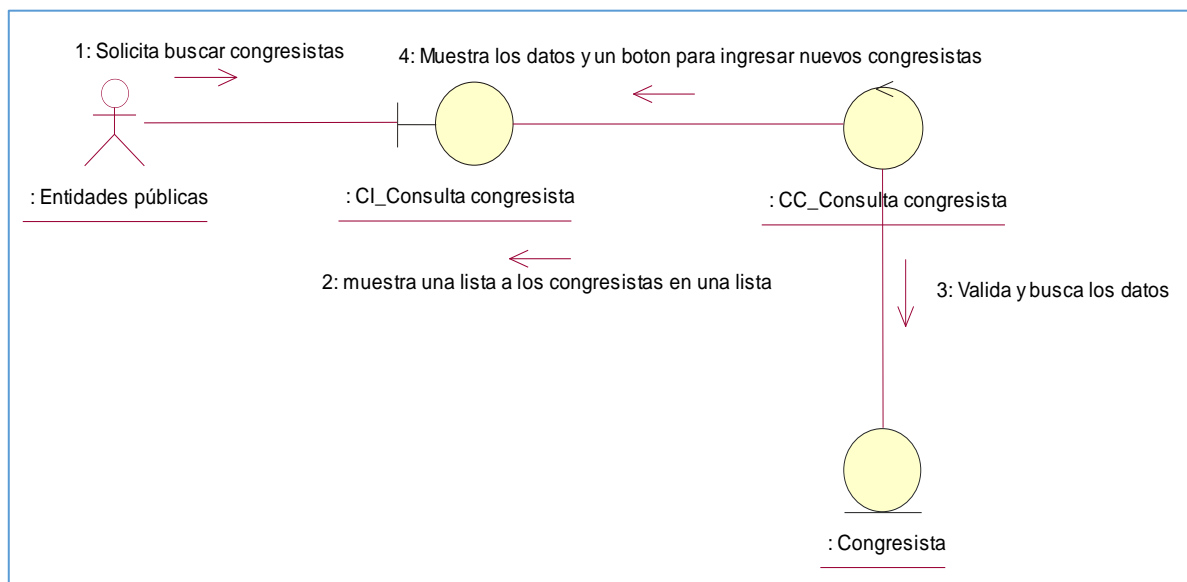 1: Solicita buscar congresistas
4: Muestra los datos y un boton para ingresar nuevos congresistas
: Entidades públicas
: CI_Consulta congresista
: CC_Consulta congresista
2: muestra una lista a los congresistas en una lista
3: Valida y busca los datos
: Congresista